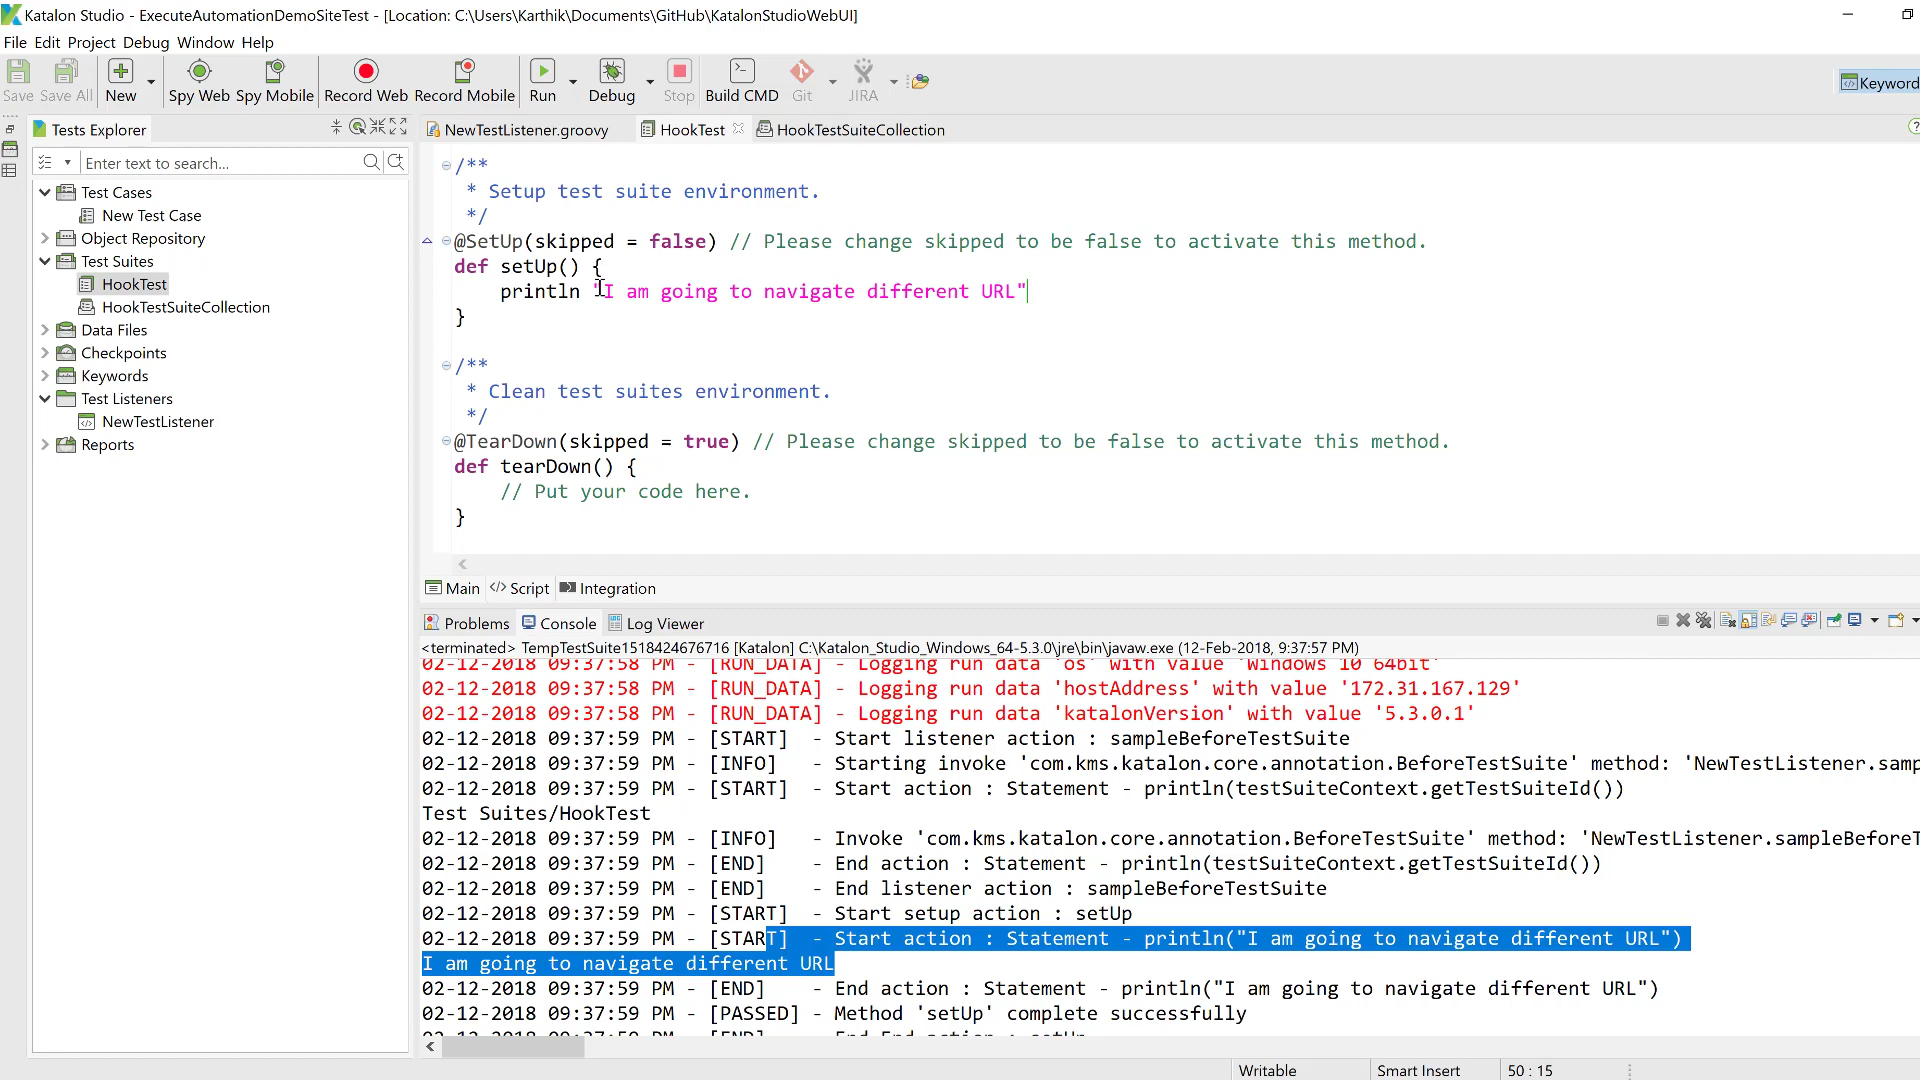 Katalon Studio - ExecuteAutomationDemoSiteTest - [Location: C:\Users\Karthik\Documents\GitHub\KatalonStudioWebUI]
File Edit Project Debug Window Help
Save Save All New Spy Web Spy Mobile Record Web Record Mobile Run Debug Stop Build CMD Git JIRA
Keyword
Tests Explorer
Enter text to search...
Test Cases
New Test Case
Object Repository
Test Suites
HookTest
HookTestSuiteCollection
Data Files
Checkpoints
Keywords
Test Listeners
NewTestListener
Reports
NewTestListener.groovy HookTest HookTestSuiteCollection
/**
* Setup test suite environment.
*/
@SetUp(skipped = false) // Please change skipped to be false to activate this method.
def setUp() {
println "I am going to navigate different URL"
}
/**
* Clean test suites environment.
*/
@TearDown(skipped = true) // Please change skipped to be false to activate this method.
def tearDown() {
// Put your code here.
}
Main Script Integration
Problems Console Log Viewer
<terminated> TempTestSuite1518424676716 [Katalon] C:\Katalon_Studio_Windows_64-5.3.0\jre\bin\javaw.exe (12-Feb-2018, 9:37:57 PM)
02-12-2018 09:37:58 PM - [RUN_DATA] - Logging run data 'os' with value 'Windows 10 64bit'
02-12-2018 09:37:58 PM - [RUN_DATA] - Logging run data 'hostAddress' with value '172.31.167.129'
02-12-2018 09:37:58 PM - [RUN_DATA] - Logging run data 'katalonVersion' with value '5.3.0.1'
02-12-2018 09:37:59 PM - [START] - Start listener action : sampleBeforeTestSuite
02-12-2018 09:37:59 PM - [INFO] - Starting invoke 'com.kms.katalon.core.annotation.BeforeTestSuite' method: 'NewTestListener.samp
02-12-2018 09:37:59 PM - [START] - Start action : Statement - println(testSuiteContext.getTestSuiteId())
Test Suites/HookTest
02-12-2018 09:37:59 PM - [INFO] - Invoke 'com.kms.katalon.core.annotation.BeforeTestSuite' method: 'NewTestListener.sampleBeforeT
02-12-2018 09:37:59 PM - [END] - End action : Statement - println(testSuiteContext.getTestSuiteId())
02-12-2018 09:37:59 PM - [END] - End listener action : sampleBeforeTestSuite
02-12-2018 09:37:59 PM - [START] - Start setup action : setUp
02-12-2018 09:37:59 PM - [START] - Start action : Statement - println("I am going to navigate different URL")
I am going to navigate different URL
02-12-2018 09:37:59 PM - [END] - End action : Statement - println("I am going to navigate different URL")
02-12-2018 09:37:59 PM - [PASSED] - Method 'setUp' complete successfully
Writable Smart Insert 50 : 15